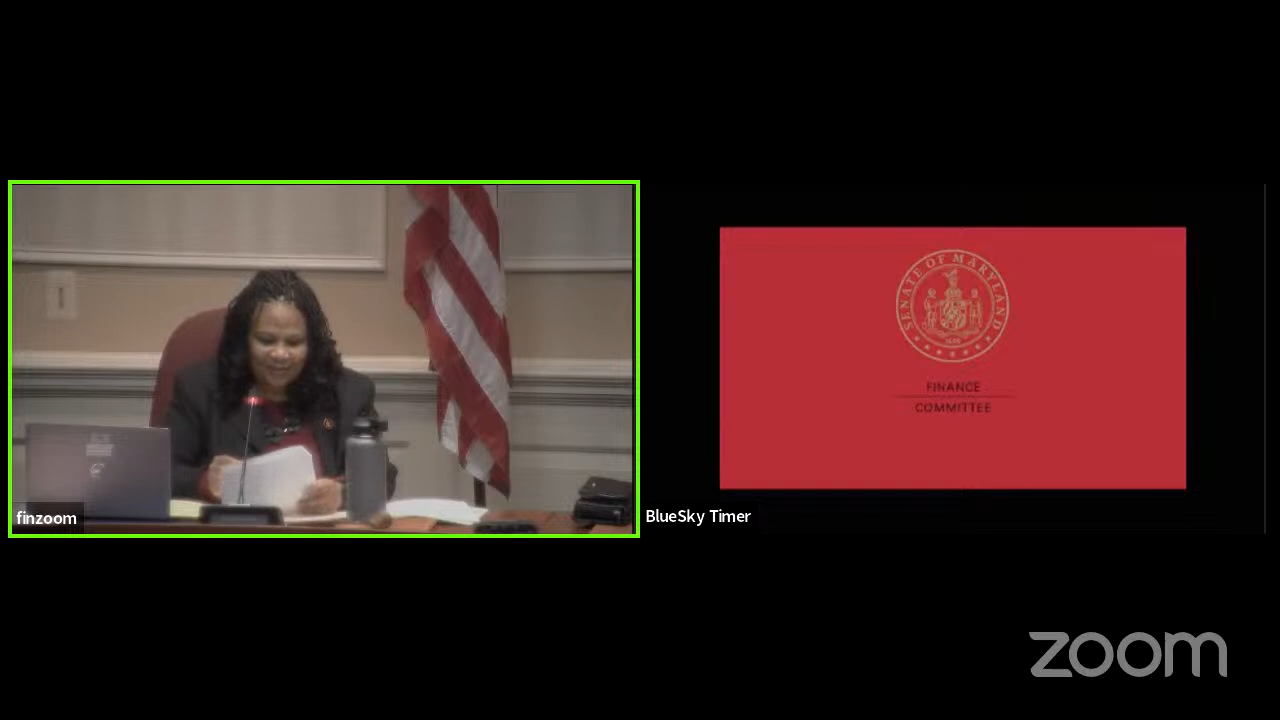 finzoom
SENATE OF MARYLAND
FINANCE
COMMITTEE
BlueSky Timer
zoom